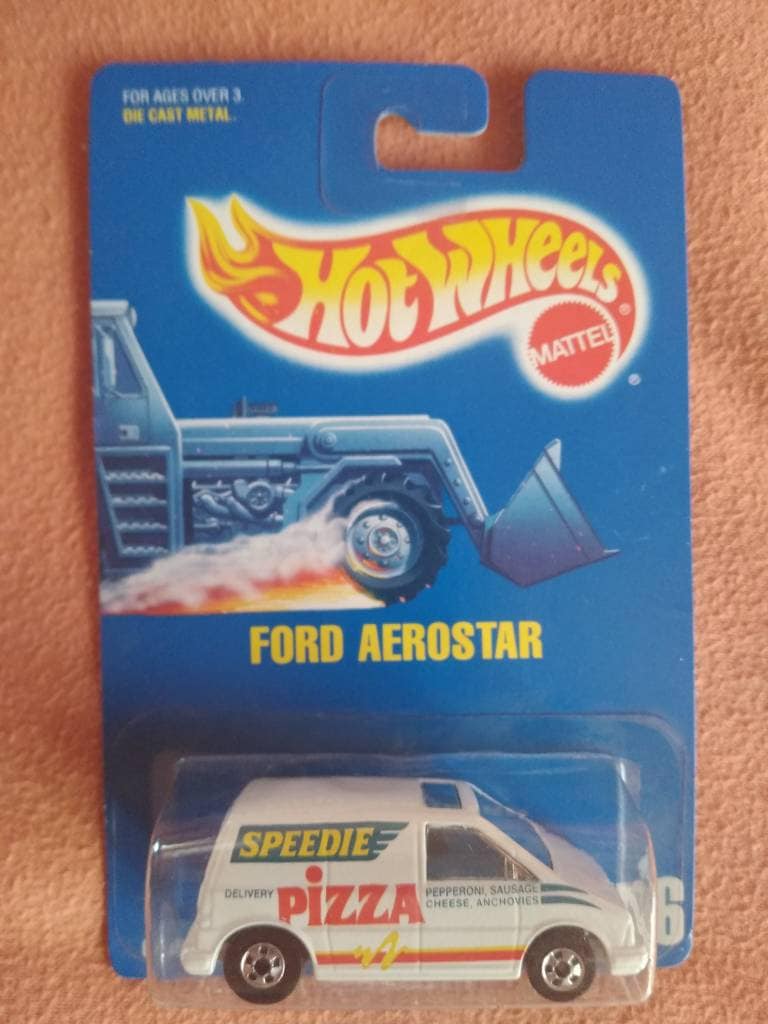 FOR AGES OVER 3.
DIE CAST METAL.
HOT WHEELS®
MATTEL
®
FORD AEROSTAR
SPEEDIE
DELIVERY PiZZA PEPPERONI, SAUSAGE
CHEESE, ANCHOVIES
6